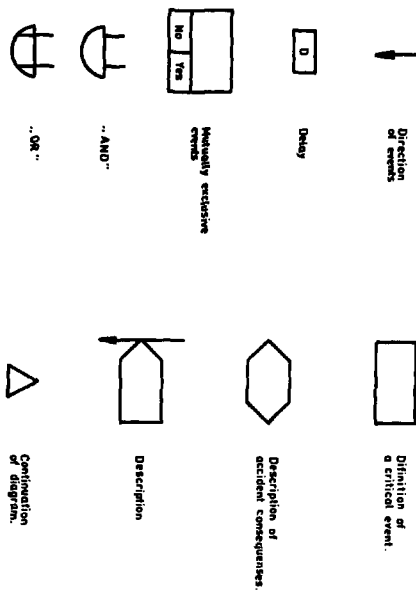 Direction
of events
Delay
Mutually exclusive
events
No
Yes
„AND"
„OR"
D
Difinition of
a critical event.
Description of
accident consequenses.
Description
Continuation
of diagram.